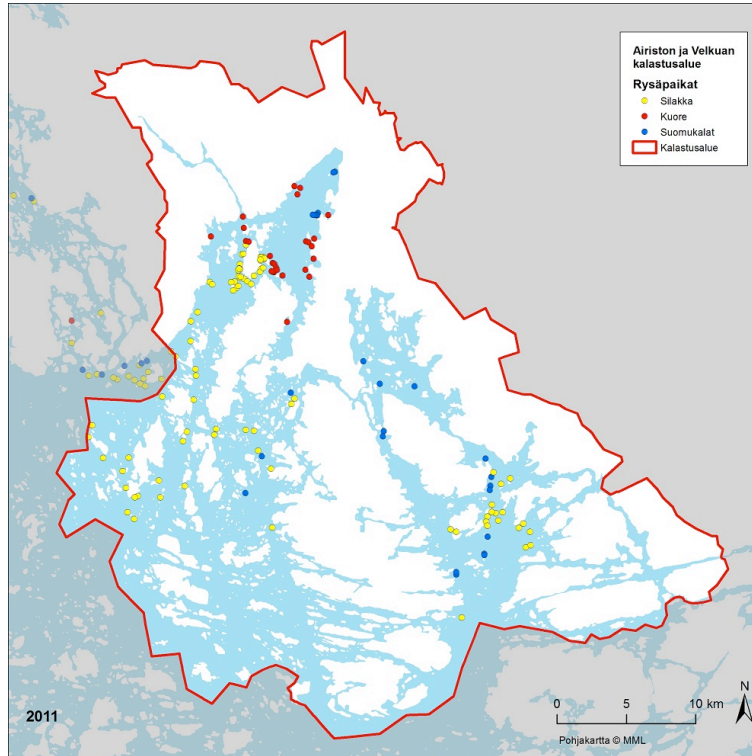 Airiston ja Velkuan
kalastusalue
Rysäpaikat
Silakka
Kuore
Suomukalat
Kalastusalue
2011
N
0 5 10 km
Pohjakartta © MML